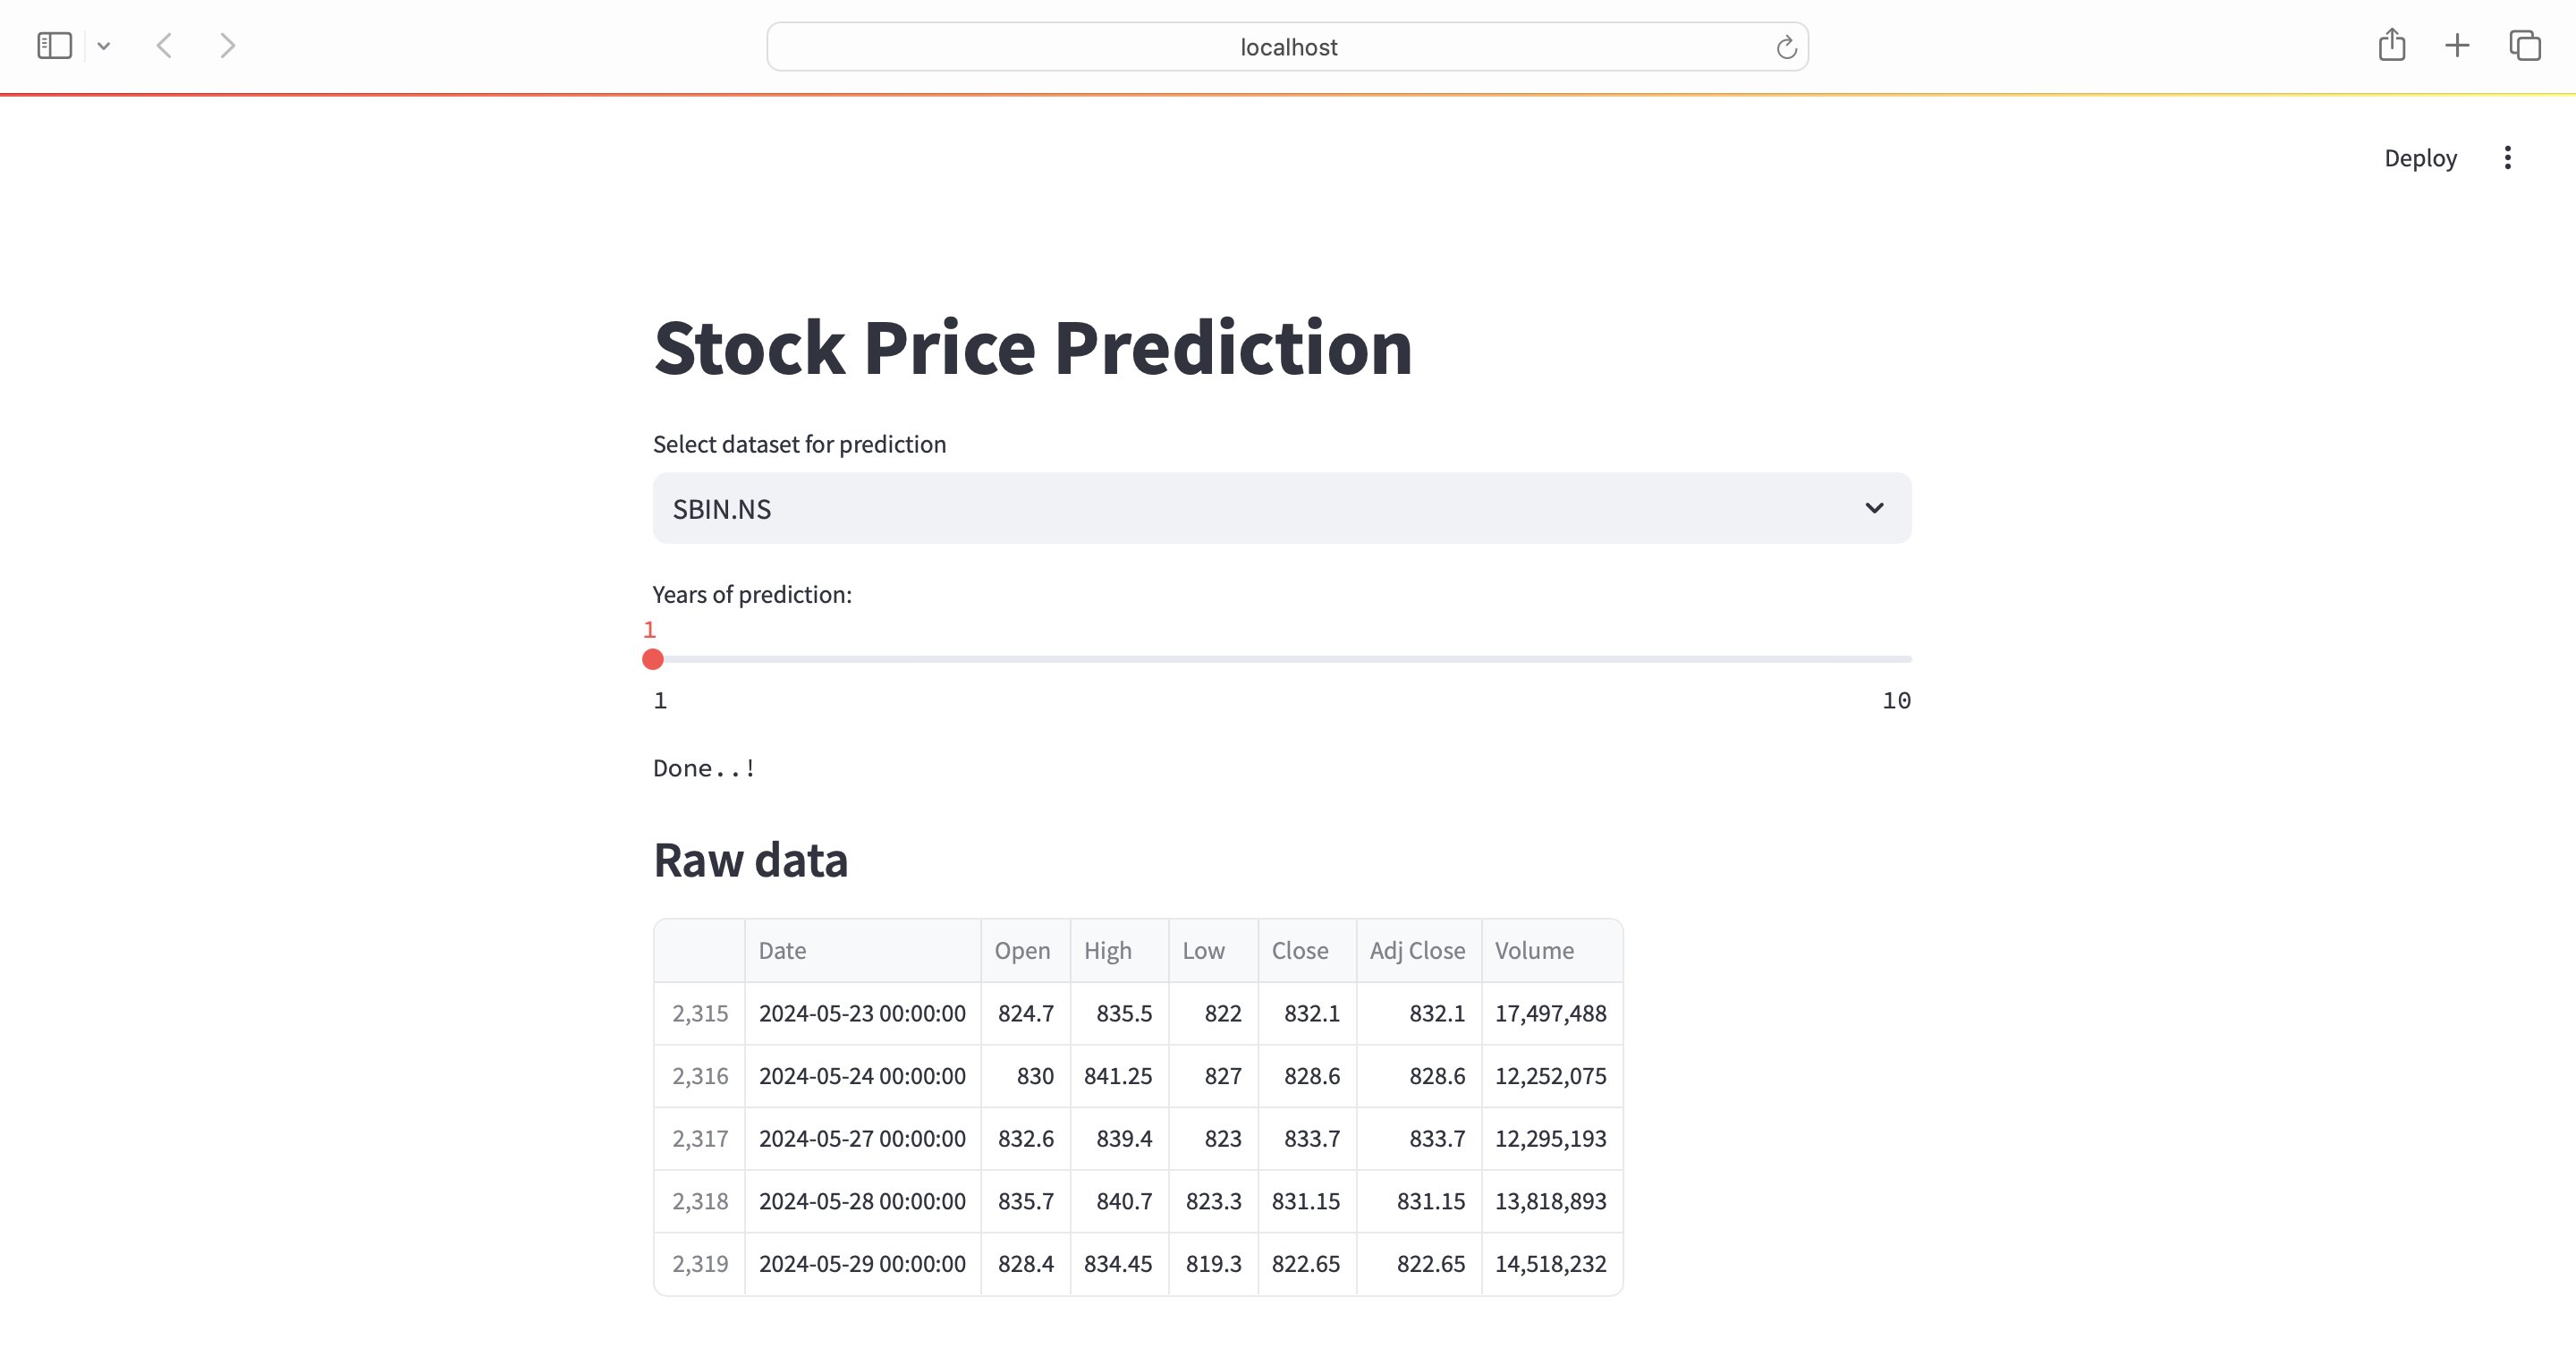 localhost
Deploy
Stock Price Prediction
Select dataset for prediction
SBIN.NS
Years of prediction:
1
1 10
Done..!
Raw data
Date Open High Low Close Adj Close Volume
2,315 2024-05-23 00:00:00 824.7 835.5 822 832.1 832.1 17,497,488
2,316 2024-05-24 00:00:00 830 841.25 827 828.6 828.6 12,252,075
2,317 2024-05-27 00:00:00 832.6 839.4 823 833.7 833.7 12,295,193
2,318 2024-05-28 00:00:00 835.7 840.7 823.3 831.15 831.15 13,818,893
2,319 2024-05-29 00:00:00 828.4 834.45 819.3 822.65 822.65 14,518,232